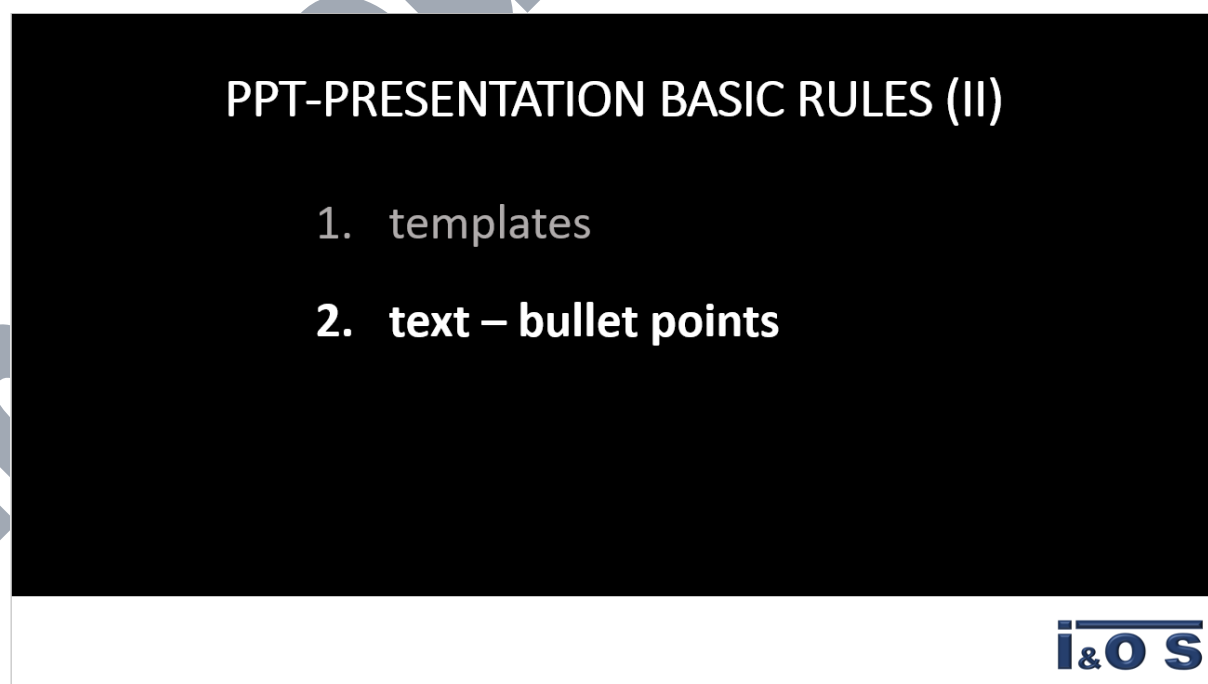 PPT-PRESENTATION BASIC RULES (II)
1. templates
2. text – bullet points
i&O S